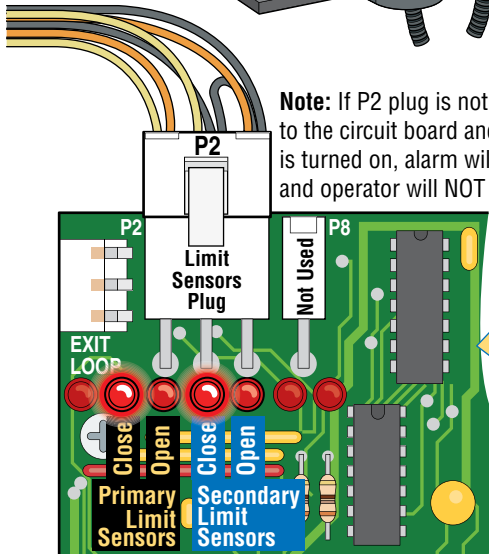 Note: If P2 plug is not
to the circuit board and
is turned on, alarm wil
and operator will NOT
P2
P2
Limit
Sensors
Plug
Not Used
P8
EXIT
LOOP
Close
Open
Close
Open
Primary
Limit
Sensors
Secondary
Limit
Sensors